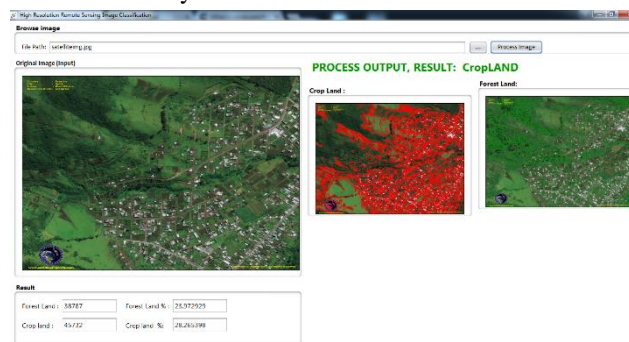 High Resolution Remote Sensing Image Classification
Browse Image
File Path: satelliteimg.jpg ... Process Image
Original Image (Input)
PROCESS OUTPUT, RESULT: CropLAND
Crop Land :
Forest Land:
Result
Forest Land : 38787 Forest Land % : 23.972929
Crop land : 45732 Crop land %: 28.265398